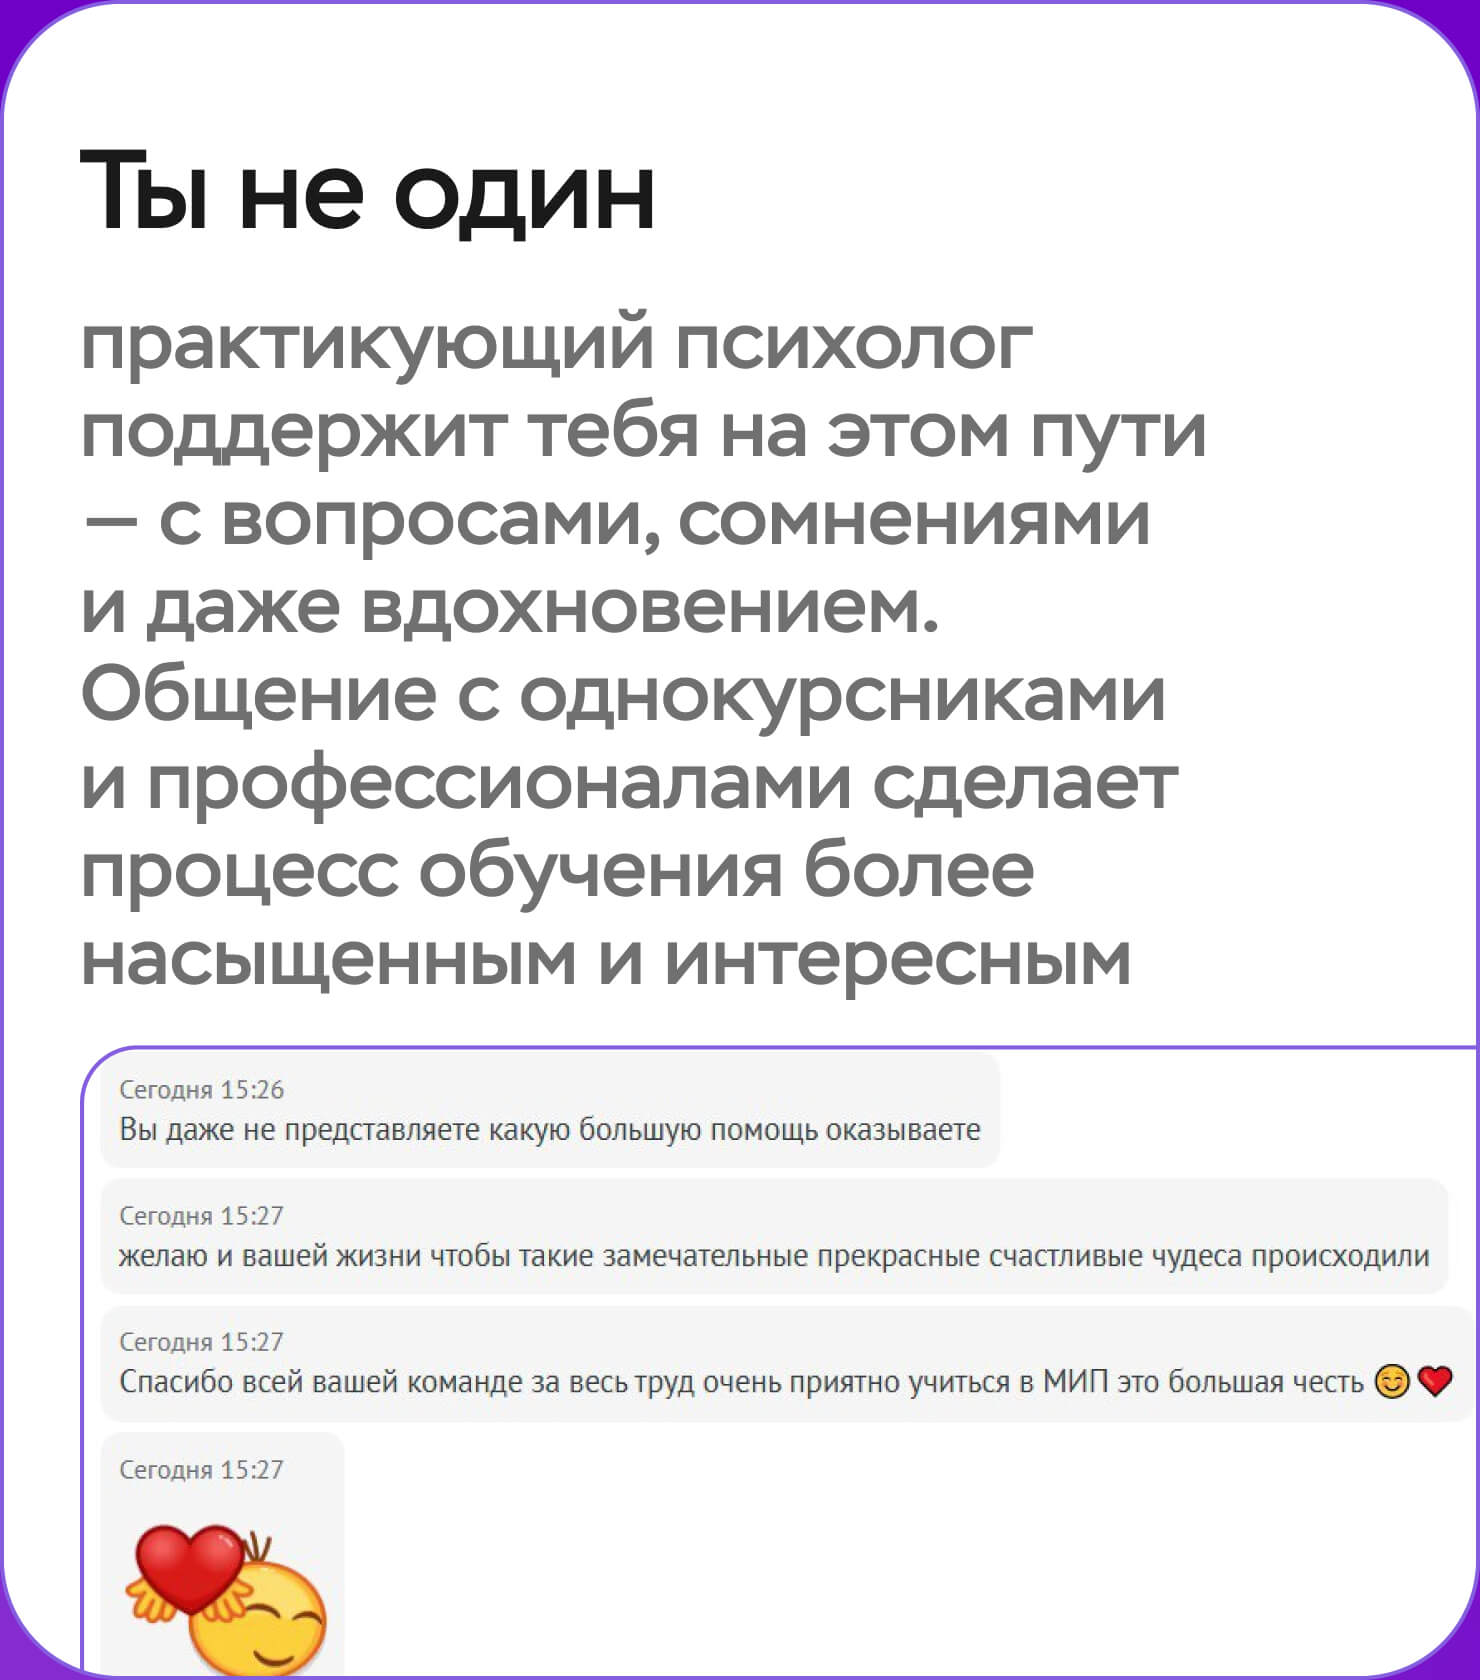 Ты не один
практикующий психолог
поддержит тебя на этом пути
— с вопросами, сомнениями
и даже вдохновением.
Общение с однокурсниками
и профессионалами сделает
процесс обучения более
насыщенным и интересным
Сегодня 15:26
Вы даже не представляете какую большую помощь оказываете
Сегодня 15:27
желаю и вашей жизни чтобы такие замечательные прекрасные счастливые чудеса происходили
Сегодня 15:27
Спасибо всей вашей команде за весь труд очень приятно учиться в МИП это большая честь 😊❤️
Сегодня 15:27